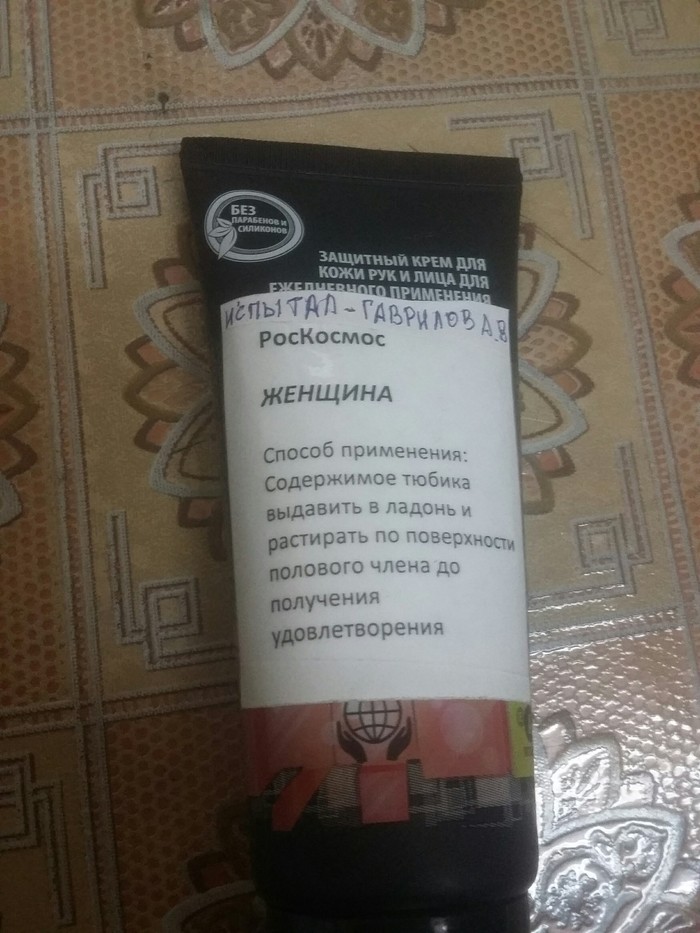 БЕЗ
ПАРАБЕНОВ И
СИЛИКОНОВ
ЗАЩИТНЫЙ КРЕМ ДЛЯ
КОЖИ РУК И ЛИЦА ДЛЯ
ЕЖЕДНЕВНОГО ПРИМЕНЕНИЯ
ИСПЫТАЛ - ГАВРИЛОВ А.В
РосКосмос
ЖЕНЩИНА
Способ применения:
Содержимое тюбика
выдавить в ладонь и
растирать по поверхности
полового члена до
получения
удовлетворения